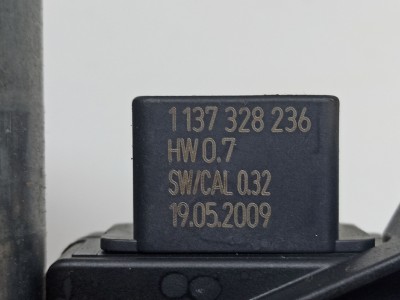 1 137 328 236
HW 0.7
SW/CAL 0.32
19.05.2009